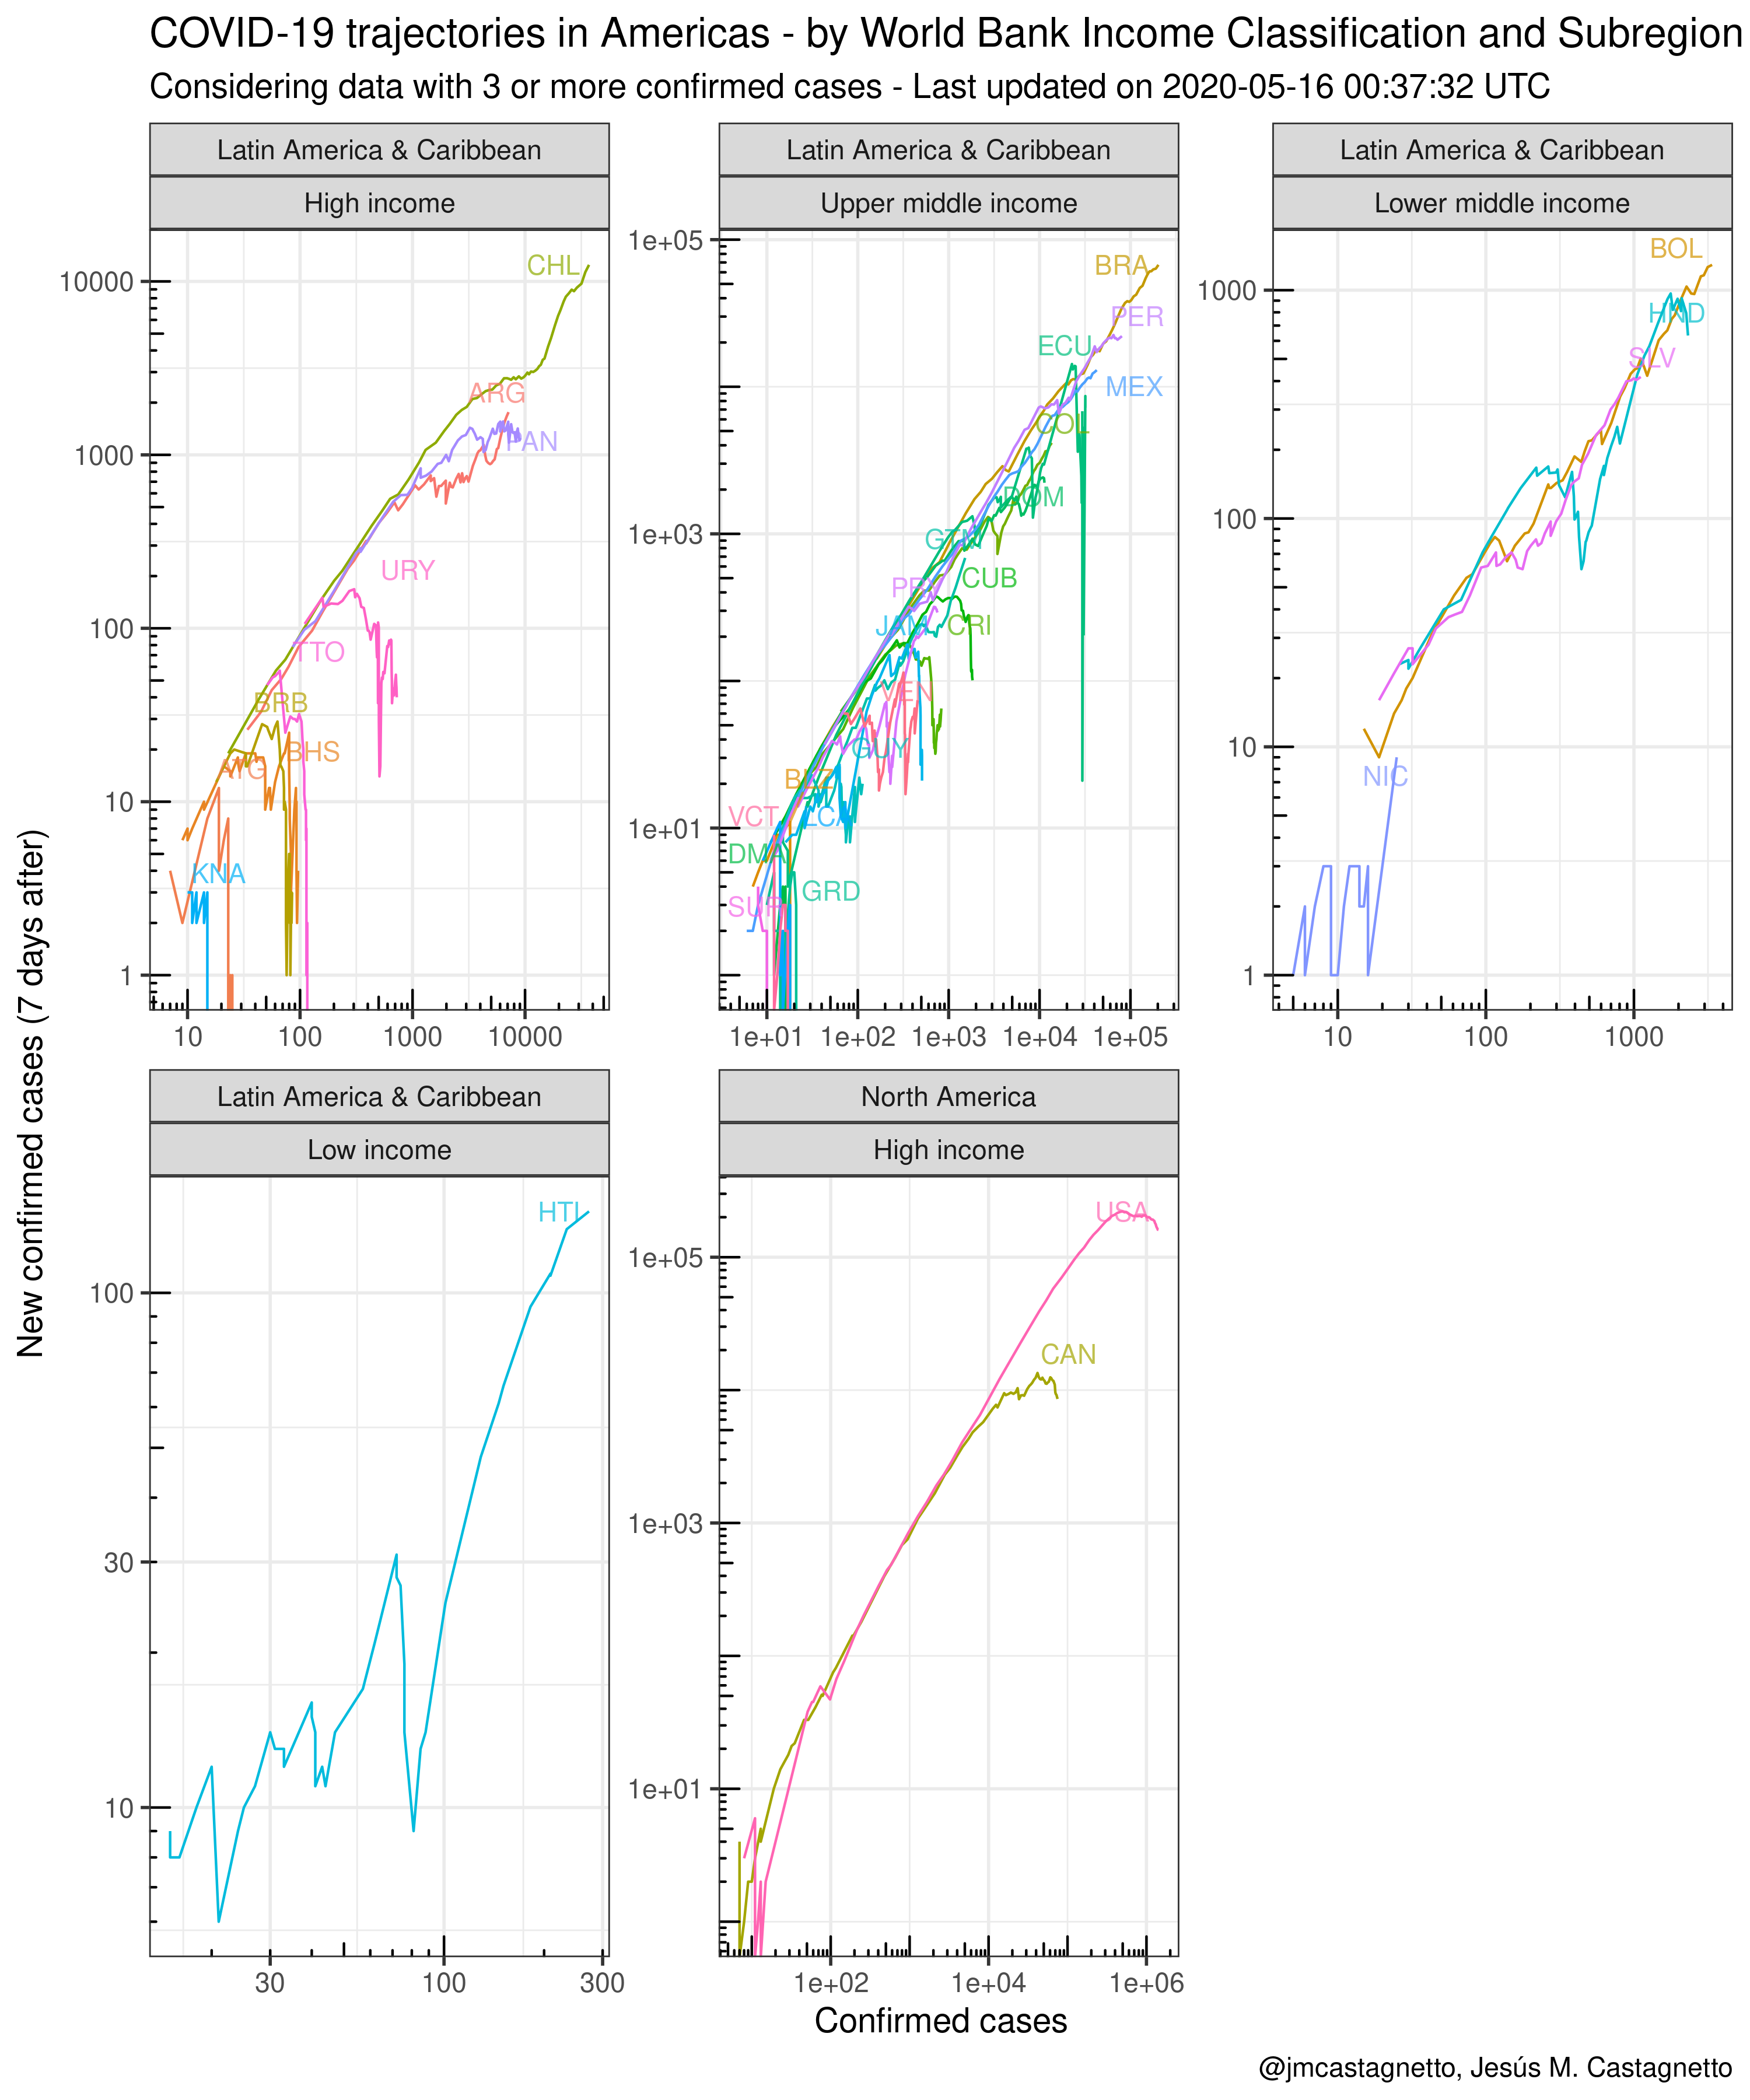 COVID-19 trajectories in Americas - by World Bank Income Classification and Subregion
Considering data with 3 or more confirmed cases - Last updated on 2020-05-16 00:37:32 UTC
Latin America & Caribbean
High income
CHL
ARG
PAN
URY
TTO
BRB
BHS
ATG
KNA
10000
1000
100
10
1
10 100 1000 10000
Latin America & Caribbean
Upper middle income
BRA
PER
ECU
MEX
COL
DOM
GTM
CUB
PRY
JAM
CRI
VEN
GUY
BLZ
VCT
LCA
DMA
GRD
SUR
1e+05
1e+03
1e+01
1e+01 1e+02 1e+03 1e+04 1e+05
Latin America & Caribbean
Lower middle income
BOL
HND
SLV
NIC
1000
100
10
1
10 100 1000
Latin America & Caribbean
Low income
HTI
100
30
10
30 100 300
North America
High income
USA
CAN
1e+05
1e+03
1e+01
1e+02 1e+04 1e+06
New confirmed cases (7 days after)
Confirmed cases
@jmcastagnetto, Jesús M. Castagnetto